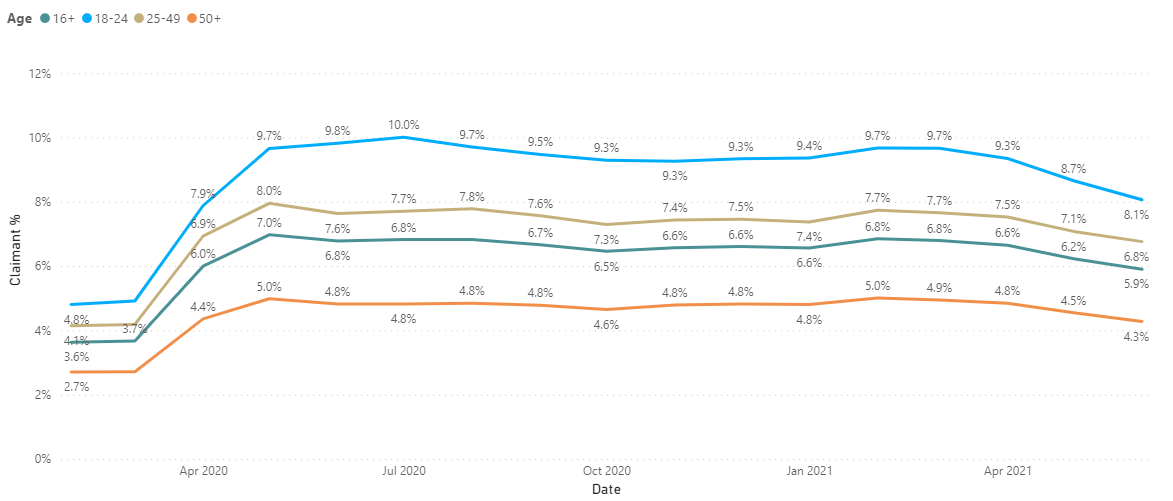 Age 16+ 18-24 25-49 50+
12%
10%
8%
6%
4%
2%
0%
Claimant %
4.8% 7.9% 9.7% 9.8% 10.0% 9.7% 9.5% 9.3% 9.3% 9.3% 9.4% 9.7% 9.7% 9.3% 8.7% 8.1%
4.1% 6.9% 8.0% 7.6% 7.7% 7.8% 7.6% 7.3% 7.4% 7.5% 7.4% 7.7% 7.7% 7.5% 7.1% 6.8%
3.6% 3.7% 6.0% 7.0% 6.8% 6.8% 6.7% 6.5% 6.6% 6.6% 6.6% 6.8% 6.8% 6.6% 6.2% 5.9%
2.7% 4.4% 5.0% 4.8% 4.8% 4.8% 4.8% 4.6% 4.8% 4.8% 4.8% 5.0% 4.9% 4.8% 4.5% 4.3%
Apr 2020 Jul 2020 Oct 2020 Jan 2021 Apr 2021
Date